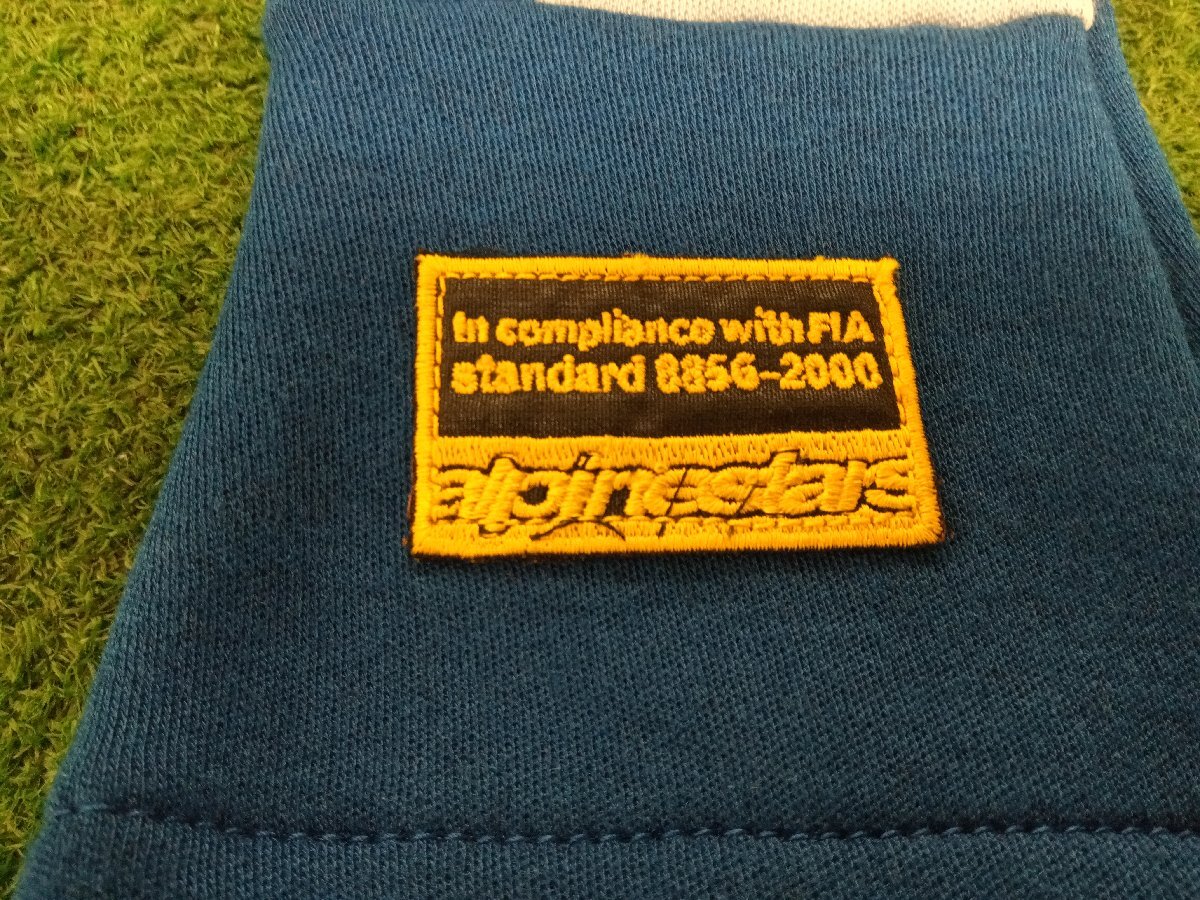 In compliance with FIA
standard 8856-2000
alpinestars